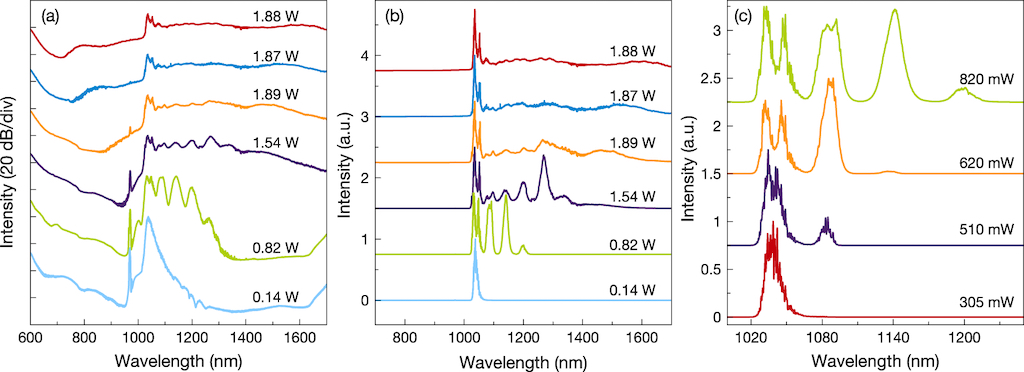 (a)
1.88 W
1.87 W
1.89 W
1.54 W
0.82 W
0.14 W
Intensity (20 dB/div)
600 800 1000 1200 1400 1600
Wavelength (nm)
(b)
4
3
2
1
0
1.88 W
1.87 W
1.89 W
1.54 W
0.82 W
0.14 W
Intensity (a.u.)
800 1000 1200 1400 1600
Wavelength (nm)
(c)
3
2.5
2
1.5
1
0.5
0
820 mW
620 mW
510 mW
305 mW
Intensity (a.u.)
1020 1080 1140 1200
Wavelength (nm)